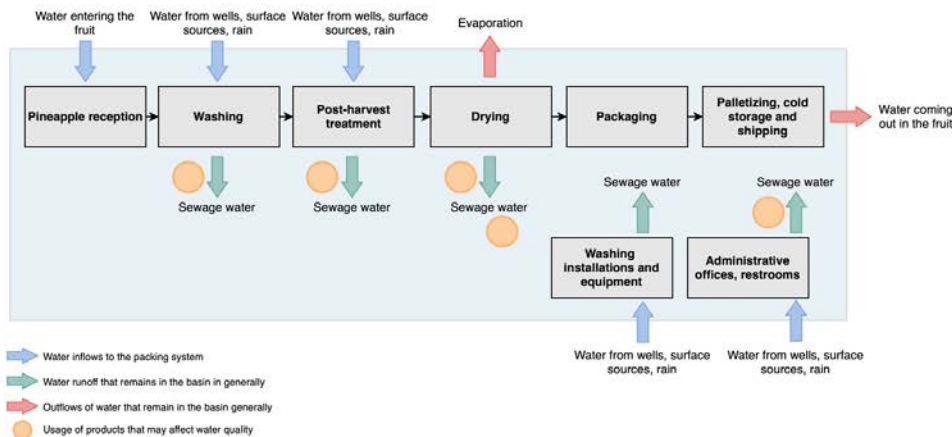 Water entering the
fruit
Water from wells, surface
sources, rain
Water from wells, surface
sources, rain
Evaporation
Pineapple reception
Washing
Post-harvest
treatment
Drying
Packaging
Palletizing, cold
storage and
shipping
Water coming
out in the fruit
Sewage water
Sewage water
Sewage water
Sewage water
Sewage water
Washing
installations and
equipment
Administrative
offices, restrooms
Water from wells, surface
sources, rain
Water from wells, surface
sources, rain
Water inflows to the packing system
Water runoff that remains in the basin in generally
Outflows of water that remain in the basin generally
Usage of products that may affect water quality